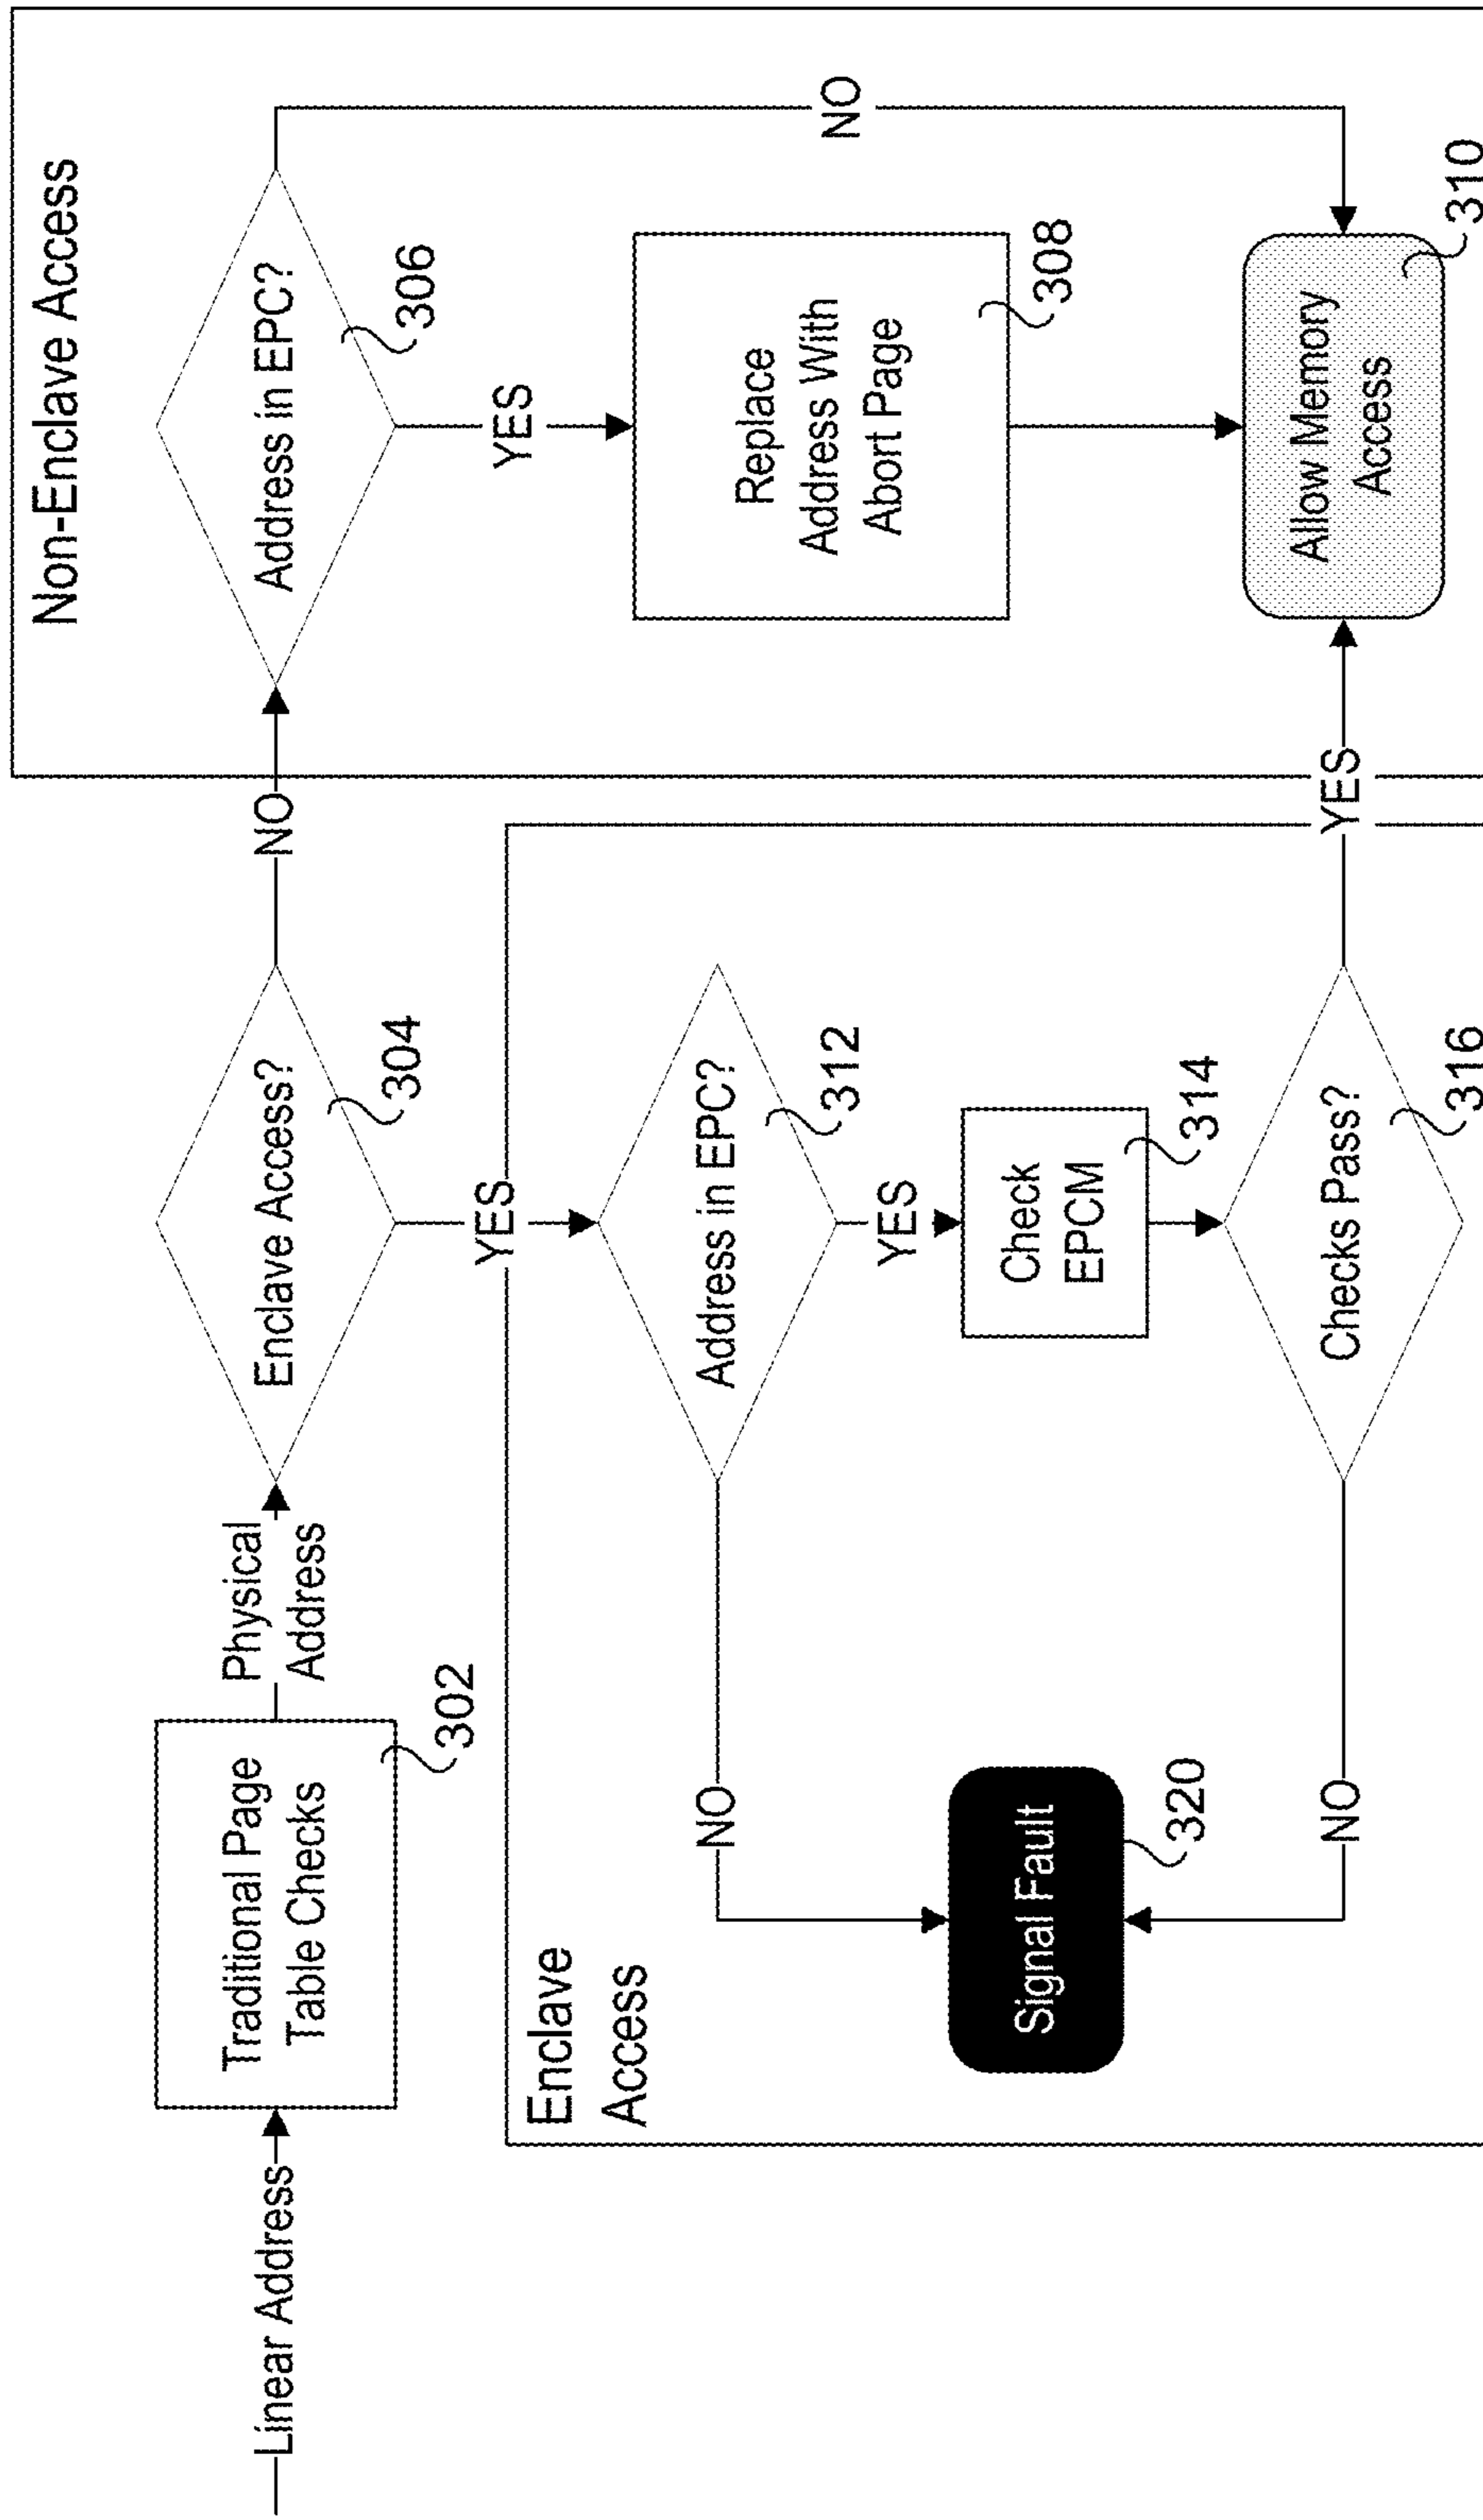 Linear Address
Traditional Page
Table Checks
302
Physical
Address
Enclave Access?
304
NO
YES
Non-Enclave Access
Address in EPC?
306
YES
NO
Replace
Address With
Abort Page
308
Allow Memory
Access
310
Enclave
Access
Address in EPC?
312
NO
YES
Check
EPCM
314
Checks Pass?
316
YES
NO
Signal Fault
320